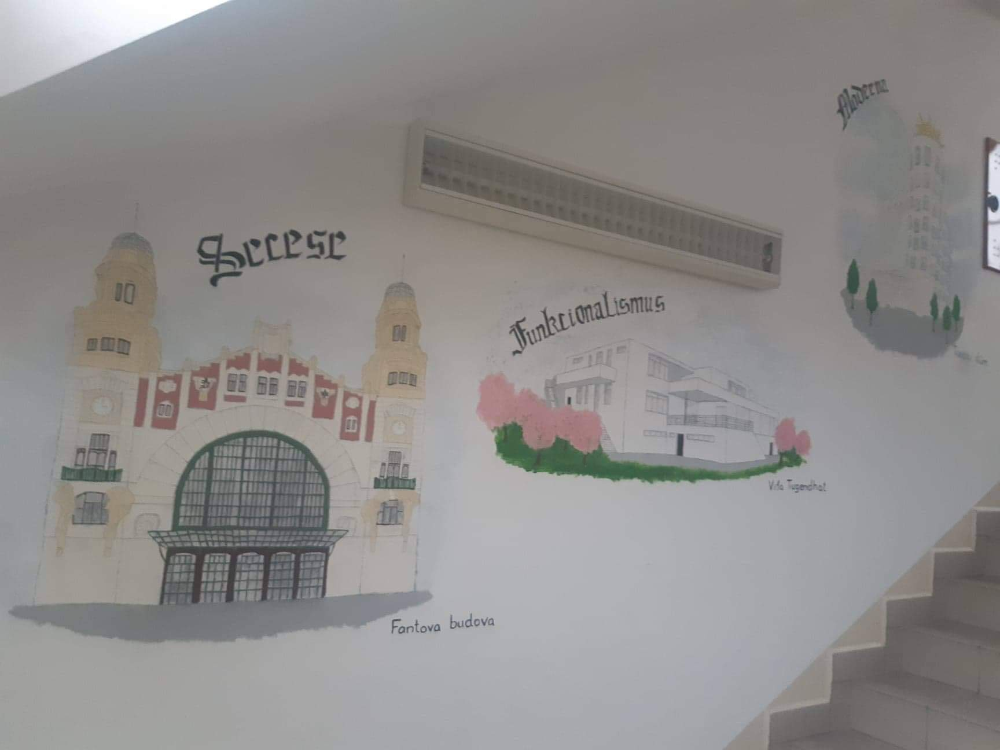 Secese
Fantova budova
Funkcionalismus
Vila Tugendhat
Moderna